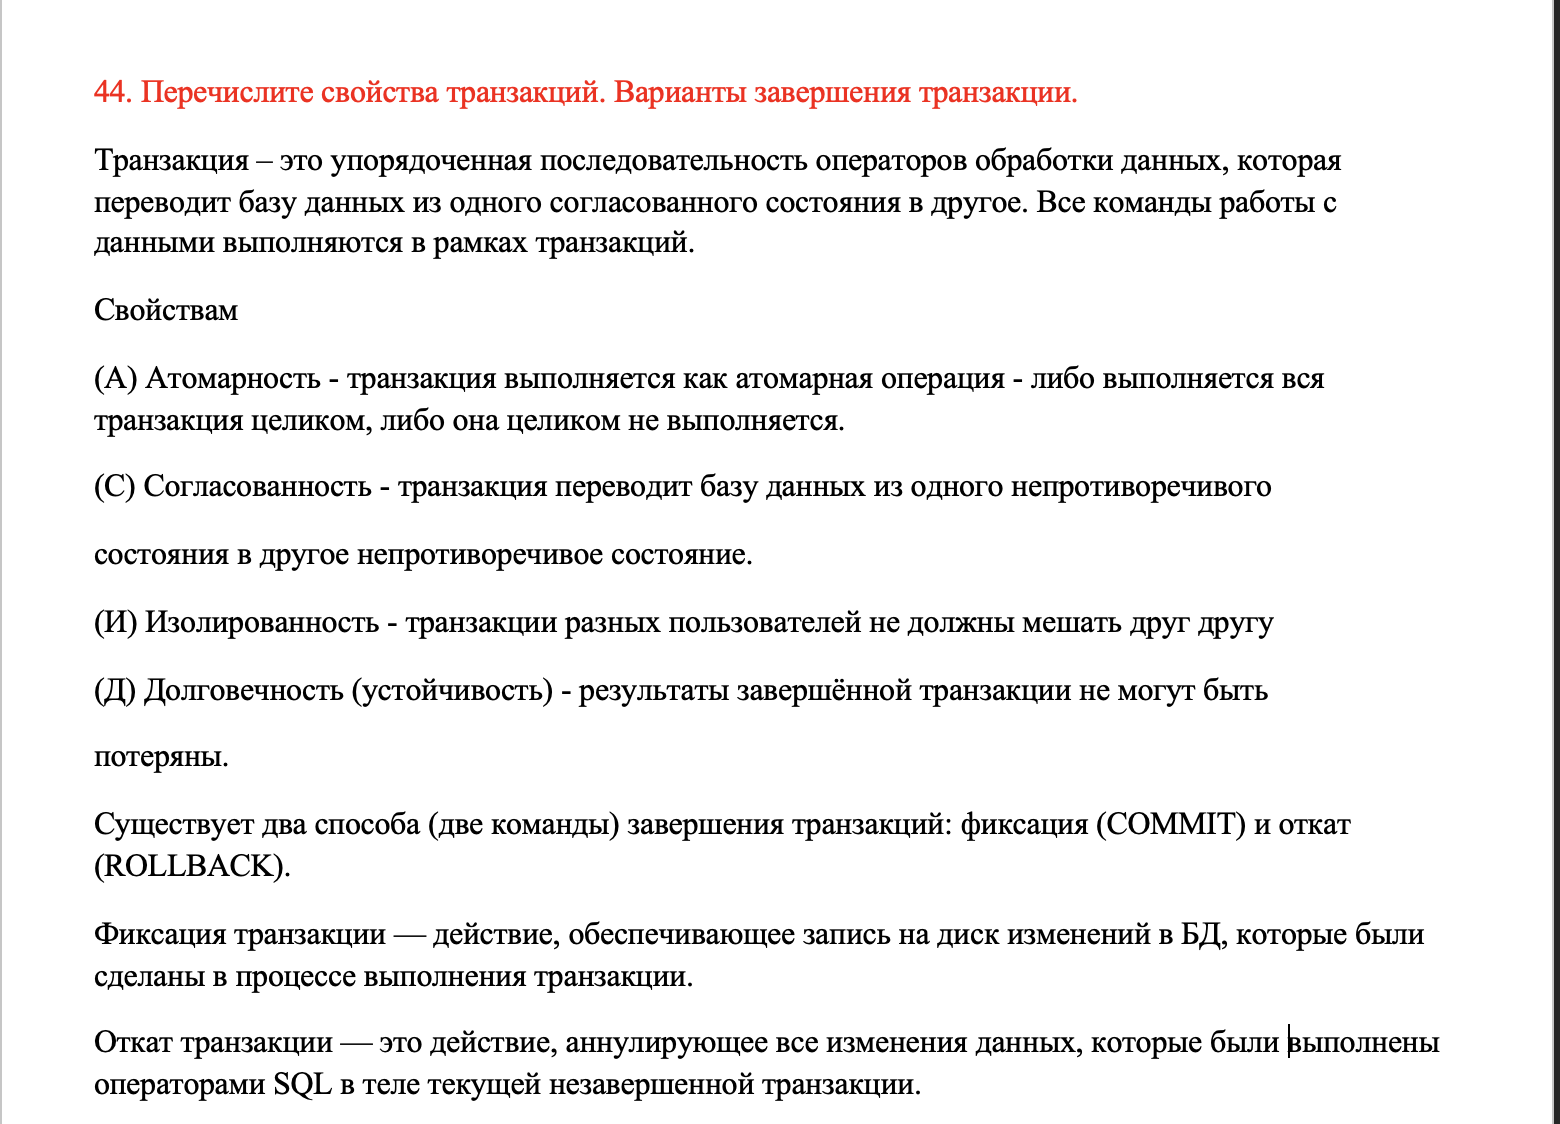 44. Перечислите свойства транзакций. Варианты завершения транзакции.
Транзакция – это упорядоченная последовательность операторов обработки данных, которая
переводит базу данных из одного согласованного состояния в другое. Все команды работы с
данными выполняются в рамках транзакций.
Свойствам
(А) Атомарность - транзакция выполняется как атомарная операция - либо выполняется вся
транзакция целиком, либо она целиком не выполняется.
(С) Согласованность - транзакция переводит базу данных из одного непротиворечивого
состояния в другое непротиворечивое состояние.
(И) Изолированность - транзакции разных пользователей не должны мешать друг другу
(Д) Долговечность (устойчивость) - результаты завершённой транзакции не могут быть
потеряны.
Существует два способа (две команды) завершения транзакций: фиксация (COMMIT) и откат
(ROLLBACK).
Фиксация транзакции — действие, обеспечивающее запись на диск изменений в БД, которые были
сделаны в процессе выполнения транзакции.
Откат транзакции — это действие, аннулирующее все изменения данных, которые были выполнены
операторами SQL в теле текущей незавершенной транзакции.